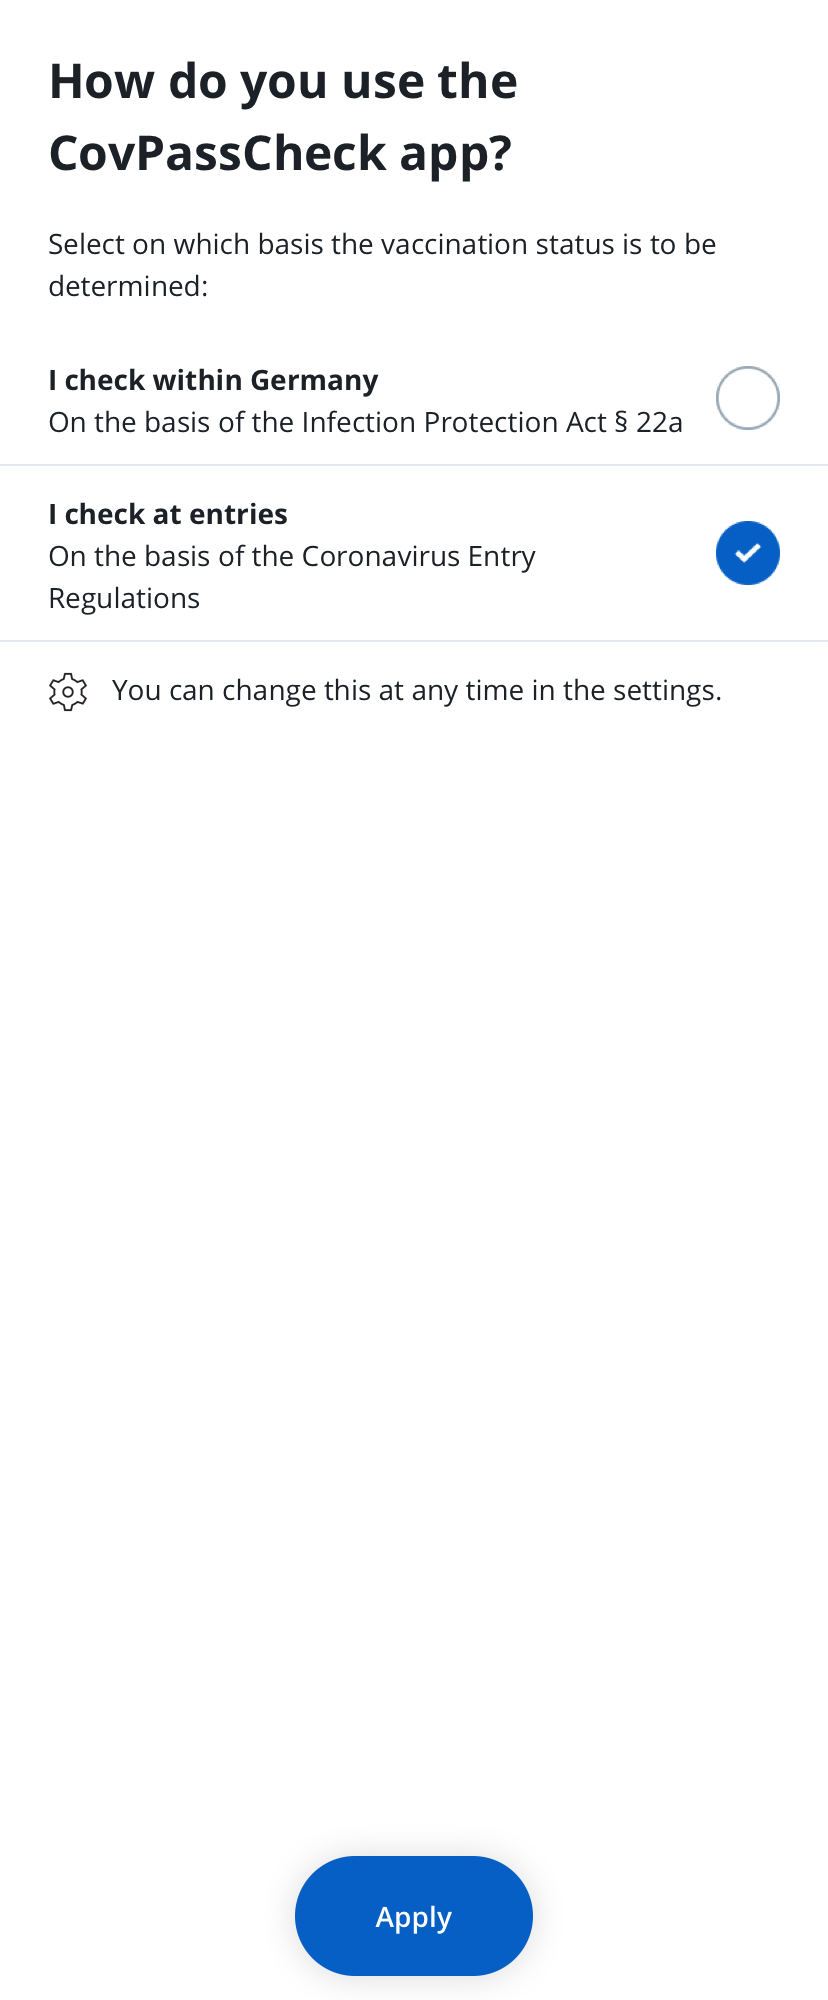 How do you use the
CovPassCheck app?
Select on which basis the vaccination status is to be
determined:
I check within Germany
On the basis of the Infection Protection Act § 22a
I check at entries
On the basis of the Coronavirus Entry
Regulations
You can change this at any time in the settings.
Apply